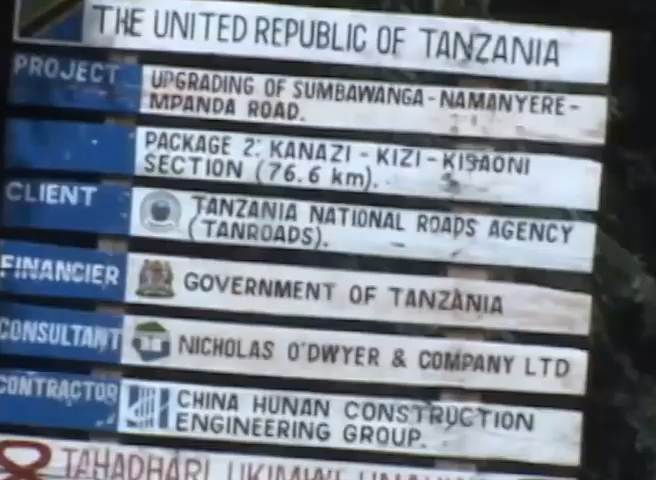 THE UNITED REPUBLIC OF TANZANIA
PROJECT
UPGRADING OF SUMBAWANGA-NAMANYERE-
MPANDA ROAD.
PACKAGE 2: KANAZI - KIZI - KIBAONI
SECTION (76.6 km).
CLIENT
TANZANIA NATIONAL ROADS AGENCY
(TANROADS).
FINANCIER
GOVERNMENT OF TANZANIA
CONSULTANT
NICHOLAS O'DWYER & COMPANY LTD
CONTRACTOR
CHINA HUNAN CONSTRUCTION
ENGINEERING GROUP.
TAHADHARI UKIMWI